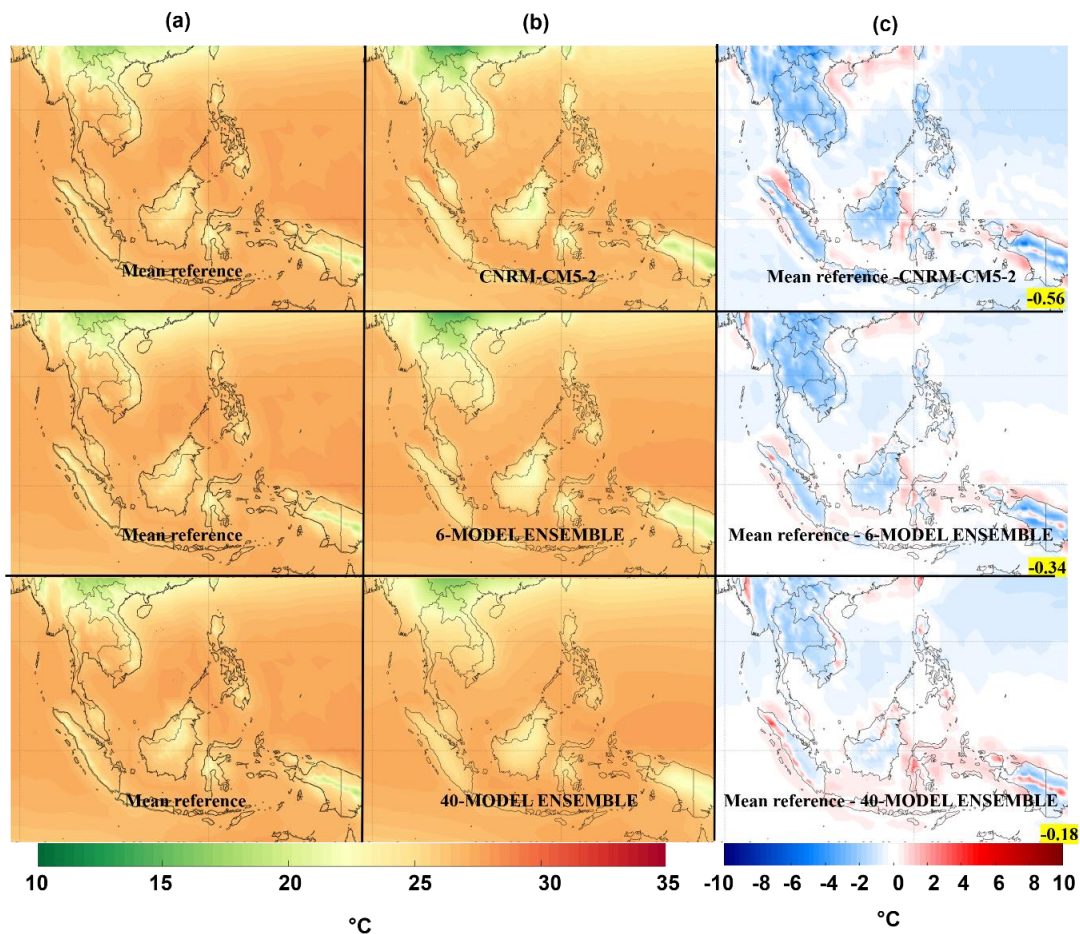 (a)
(b)
(c)
Mean reference
CNRM-CM5-2
Mean reference -CNRM-CM5-2
-0.56
Mean reference
6-MODEL ENSEMBLE
Mean reference - 6-MODEL ENSEMBLE
-0.34
Mean reference
40-MODEL ENSEMBLE
Mean reference - 40-MODEL ENSEMBLE
-0.18
10 15 20 25 30 35
-10 -8 -6 -4 -2 0 2 4 6 8 10
°C
°C